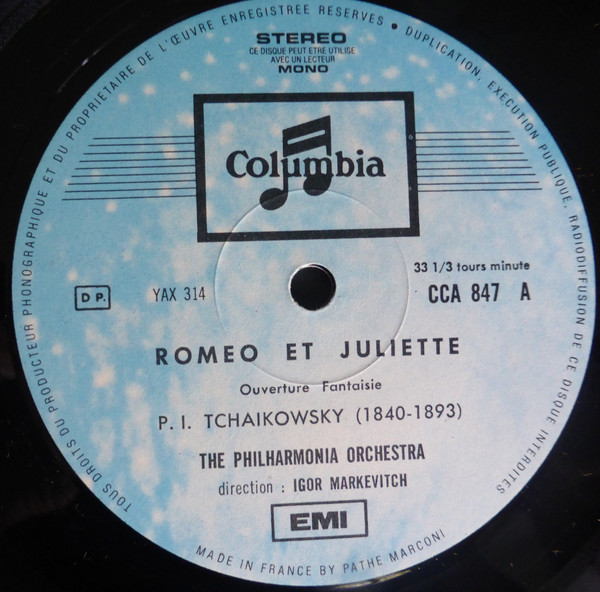 TOUS DROITS DU PRODUCTEUR PHONOGRAPHIQUE ET DU PROPRIETAIRE DE L'ŒUVRE ENREGISTREE RESERVES • DUPLICATION, EXECUTION PUBLIQUE, RADIODIFFUSION DE CE DISQUE INTERDITES
STEREO
CE DISQUE PEUT ETRE UTILISE
AVEC UN LECTEUR
MONO
Columbia
33 1/3 tours minute
D P. YAX 314 CCA 847 A
ROMEO ET JULIETTE
Ouverture Fantaisie
P. I. TCHAIKOWSKY (1840-1893)
THE PHILHARMONIA ORCHESTRA
direction : IGOR MARKEVITCH
EMI
MADE IN FRANCE BY PATHE MARCONI